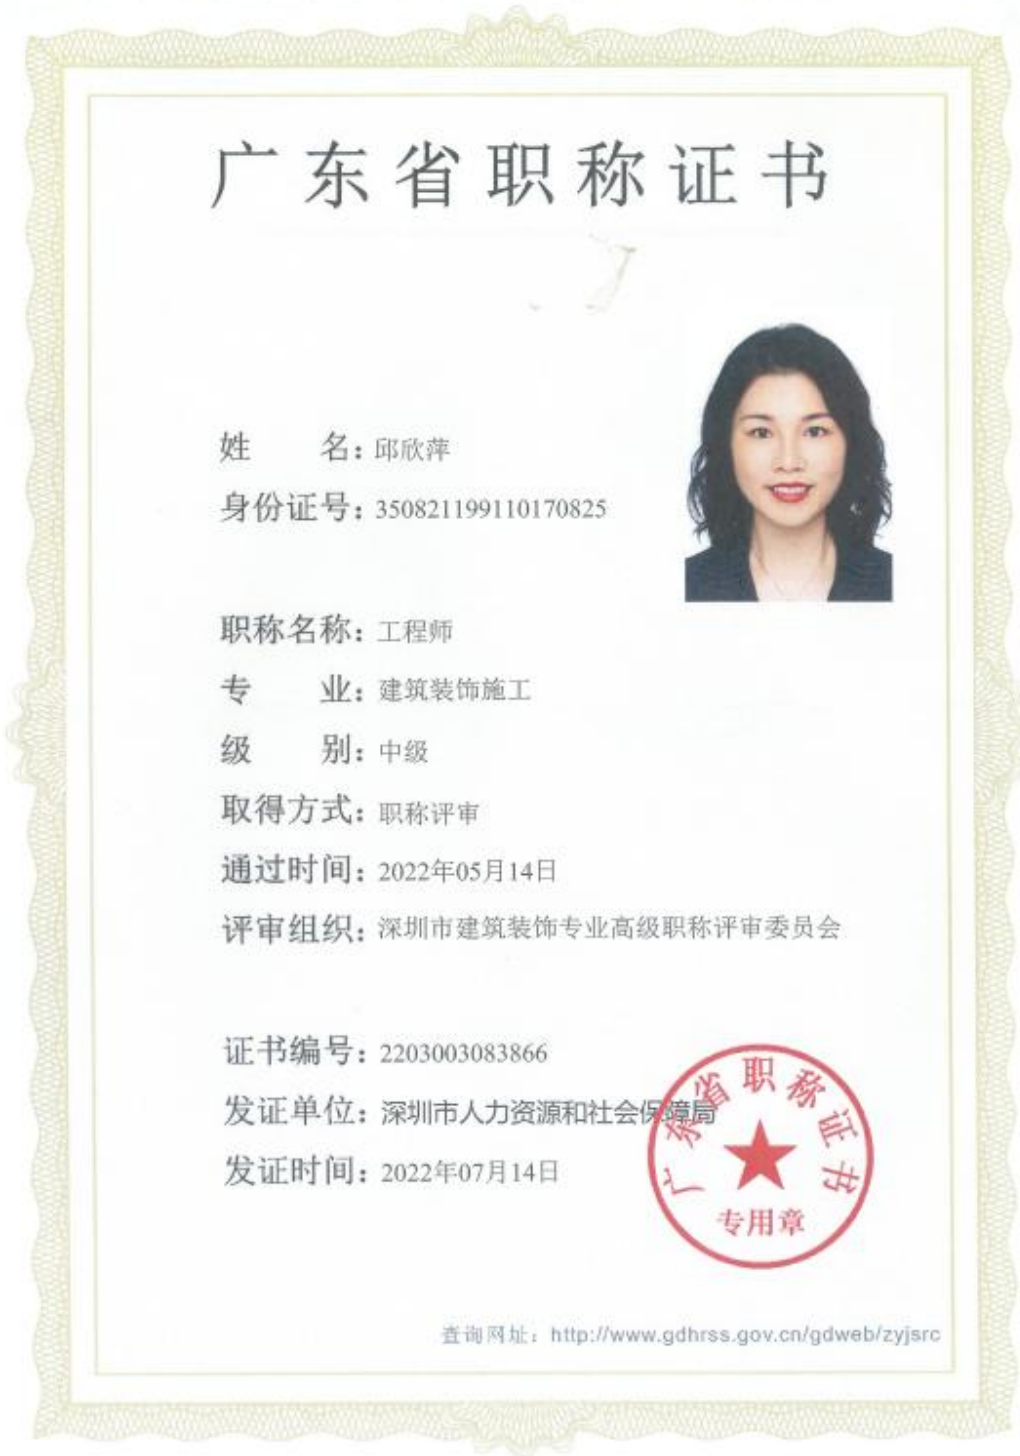 广东省职称证书
姓 名：邱欣萍
身份证号：350821199110170825
职称名称：工程师
专 业：建筑装饰施工
级 别：中级
取得方式：职称评审
通过时间：2022年05月14日
评审组织：深圳市建筑装饰专业高级职称评审委员会
证书编号：2203003083866
发证单位：深圳市人力资源和社会保障局
发证时间：2022年07月14日
广东省职称证书
专用章
查询网址：http://www.gdhrss.gov.cn/gdweb/zyjsrc